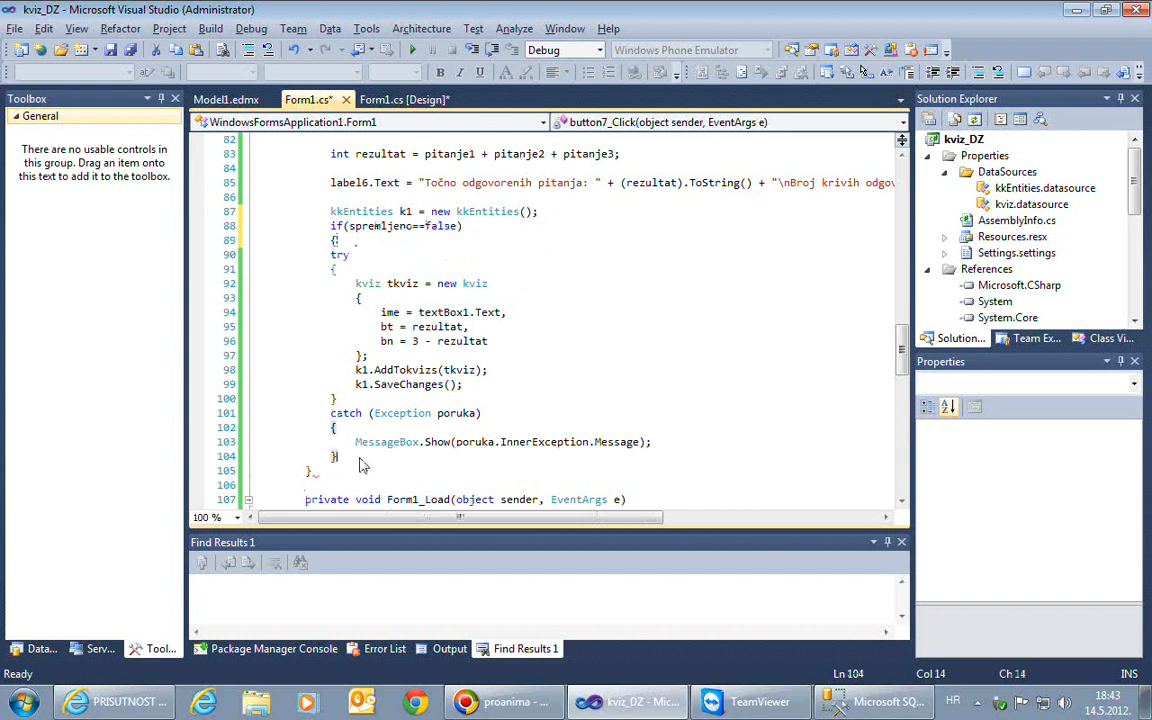 kviz_DZ - Microsoft Visual Studio (Administrator)
File Edit View Refactor Project Build Debug Team Data Tools Architecture Test Analyze Window Help
Debug Windows Phone Emulator
Toolbox
General
There are no usable controls in this group. Drag an item onto this text to add it to the toolbox.
Model1.edmx Form1.cs* Form1.cs [Design]*
WindowsFormsApplication1.Form1 button7_Click(object sender, EventArgs e)
82
83 int rezultat = pitanje1 + pitanje2 + pitanje3;
84
85 label6.Text = "Točno odgovorenih pitanja: " + (rezultat).ToString() + "\nBroj krivih odgov
86
87 kkEntities k1 = new kkEntities();
88 if(spremljeno==false)
89 {
90 try
91 {
92 kviz tkviz = new kviz
93 {
94 ime = textBox1.Text,
95 bt = rezultat,
96 bn = 3 - rezultat
97 };
98 k1.AddTokvizs(tkviz);
99 k1.SaveChanges();
100 }
101 catch (Exception poruka)
102 {
103 MessageBox.Show(poruka.InnerException.Message);
104 }
105 }
106
107 private void Form1_Load(object sender, EventArgs e)
100 %
Find Results 1
Solution Explorer
kviz_DZ
Properties
DataSources
kkEntities.datasource
kviz.datasource
AssemblyInfo.cs
Resources.resx
Settings.settings
References
Microsoft.CSharp
System
System.Core
Solution... Team Ex... Class Vi...
Properties
Data... Serv... Tool... Package Manager Console Error List Output Find Results 1
Ready Ln 104 Col 14 Ch 14 INS
PRISUTNOST ... proanima - ... kviz_DZ - Mic... TeamViewer Microsoft SQ... HR 18:43
14.5.2012.